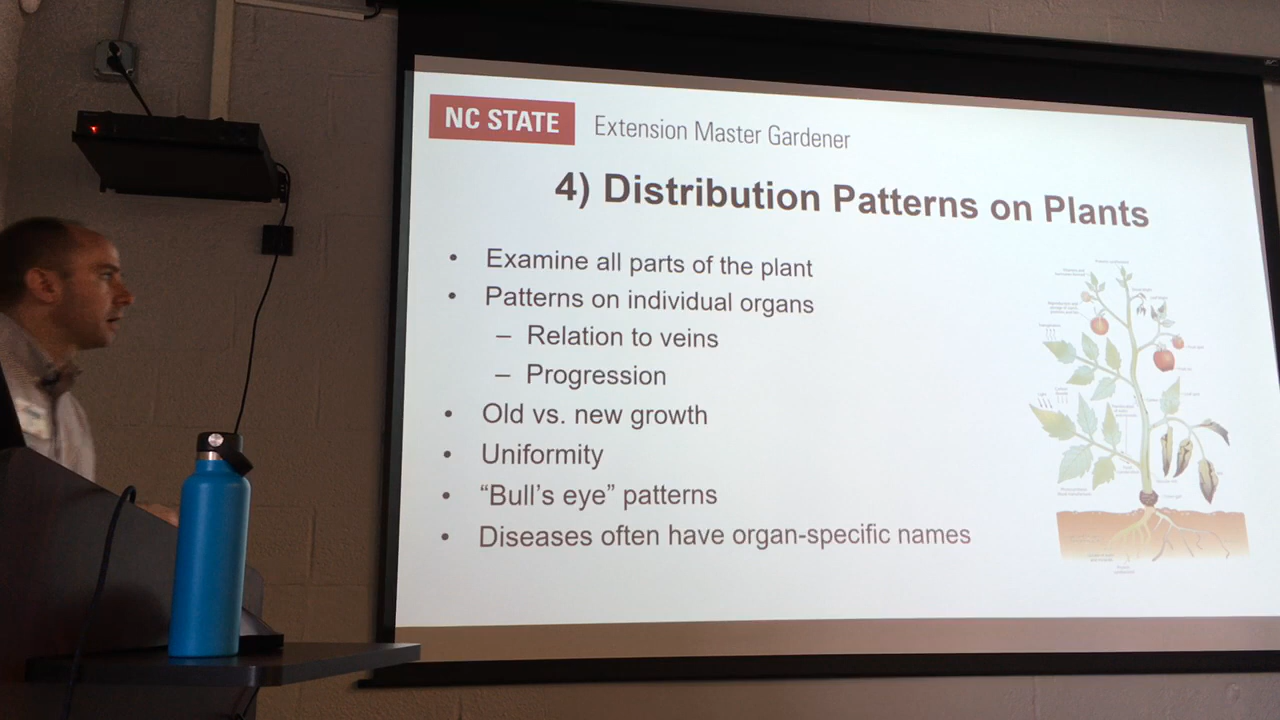 NC STATE Extension Master Gardener
4) Distribution Patterns on Plants
• Examine all parts of the plant
• Patterns on individual organs
– Relation to veins
– Progression
• Old vs. new growth
• Uniformity
• “Bull’s eye” patterns
• Diseases often have organ-specific names